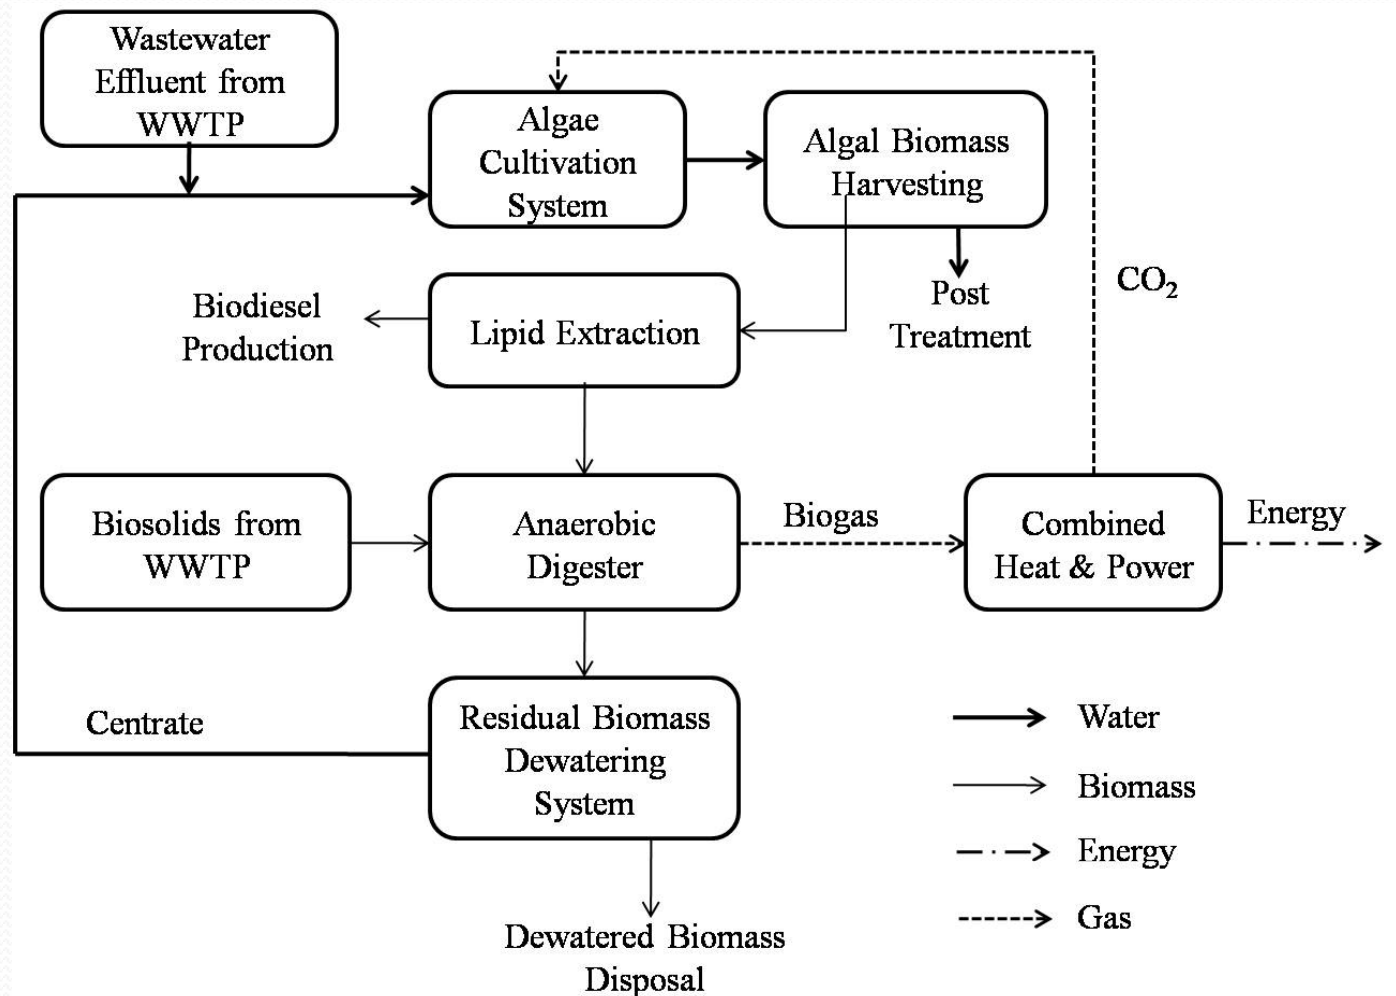 Wastewater
Effluent from
WWTP
Algae
Cultivation
System
Algal Biomass
Harvesting
CO₂
Post
Treatment
Biodiesel
Production
Lipid Extraction
Biosolids from
WWTP
Anaerobic
Digester
Biogas
Combined
Heat & Power
Energy
Centrate
Residual Biomass
Dewatering
System
Dewatered Biomass
Disposal
Water
Biomass
Energy
Gas